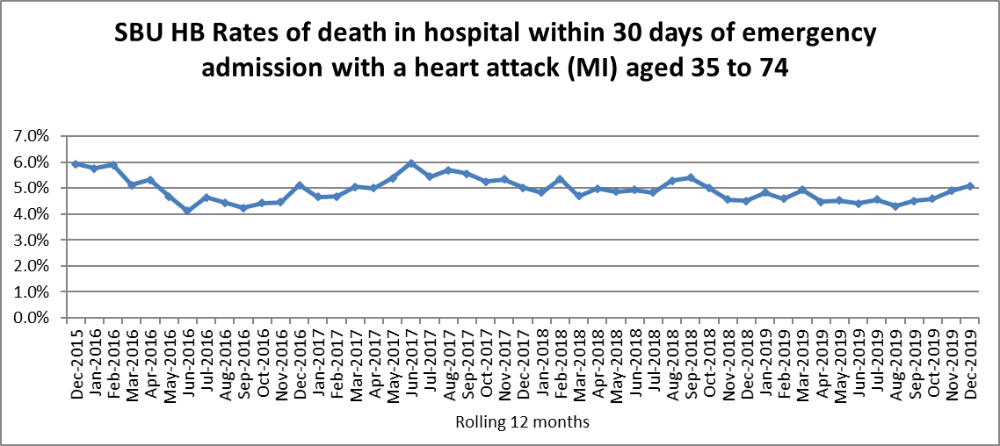 SBU HB Rates of death in hospital within 30 days of emergency
admission with a heart attack (MI) aged 35 to 74
7.0%
6.0%
5.0%
4.0%
3.0%
2.0%
1.0%
0.0%
Dec-2015
Jan-2016
Feb-2016
Mar-2016
Apr-2016
May-2016
Jun-2016
Jul-2016
Aug-2016
Sep-2016
Oct-2016
Nov-2016
Dec-2016
Jan-2017
Feb-2017
Mar-2017
Apr-2017
May-2017
Jun-2017
Jul-2017
Aug-2017
Sep-2017
Oct-2017
Nov-2017
Dec-2017
Jan-2018
Feb-2018
Mar-2018
Apr-2018
May-2018
Jun-2018
Jul-2018
Aug-2018
Sep-2018
Oct-2018
Nov-2018
Dec-2018
Jan-2019
Feb-2019
Mar-2019
Apr-2019
May-2019
Jun-2019
Jul-2019
Aug-2019
Sep-2019
Oct-2019
Nov-2019
Dec-2019
Rolling 12 months